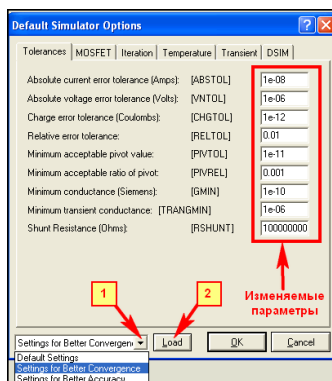 Default Simulator Options
Tolerances MOSFET Iteration Temperature Transient DSIM
Absolute current error tolerance (Amps): [ABSTOL] 1e-08
Absolute voltage error tolerance (Volts): [VNTOL] 1e-06
Charge error tolerance (Coulombs): [CHGTOL] 1e-12
Relative error tolerance: [RELTOL] 0.01
Minimum acceptable pivot value: [PIVTOL] 1e-11
Minimum acceptable ratio of pivot: [PIVREL] 0.001
Minimum conductance (Siemens): [GMIN] 1e-10
Minimum transient conductance: [TRANGMIN] 1e-06
Shunt Resistance (Ohms): [RSHUNT] 100000000
1 2
Изменяемые
параметры
Settings for Better Convergen Load OK Cancel
Default Settings
Settings for Better Convergence
Settings for Better Accuracy